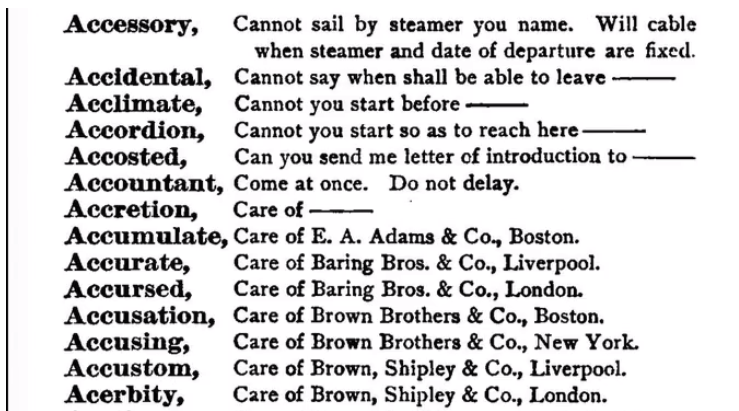 Accessory, Cannot sail by steamer you name. Will cable
when steamer and date of departure are fixed.
Accidental, Cannot say when shall be able to leave ——
Acclimate, Cannot you start before ——
Accordion, Cannot you start so as to reach here ——
Accosted, Can you send me letter of introduction to ——
Accountant, Come at once. Do not delay.
Accretion, Care of ——
Accumulate, Care of E. A. Adams & Co., Boston.
Accurate, Care of Baring Bros. & Co., Liverpool.
Accursed, Care of Baring Bros. & Co., London.
Accusation, Care of Brown Brothers & Co., Boston.
Accusing, Care of Brown Brothers & Co., New York.
Accustom, Care of Brown, Shipley & Co., Liverpool.
Acerbity, Care of Brown, Shipley & Co., London.